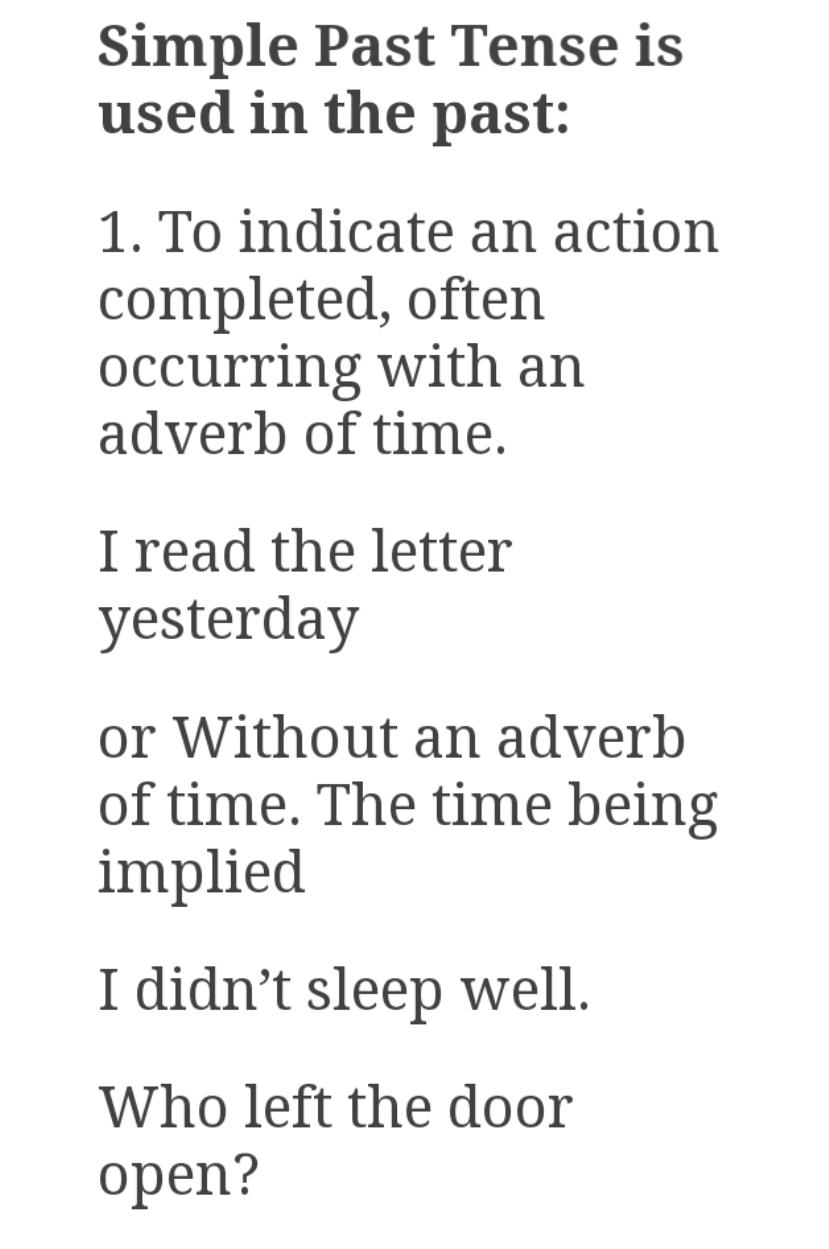 Simple Past Tense is
used in the past:
1. To indicate an action
completed, often
occurring with an
adverb of time.
I read the letter
yesterday
or Without an adverb
of time. The time being
implied
I didn’t sleep well.
Who left the door
open?